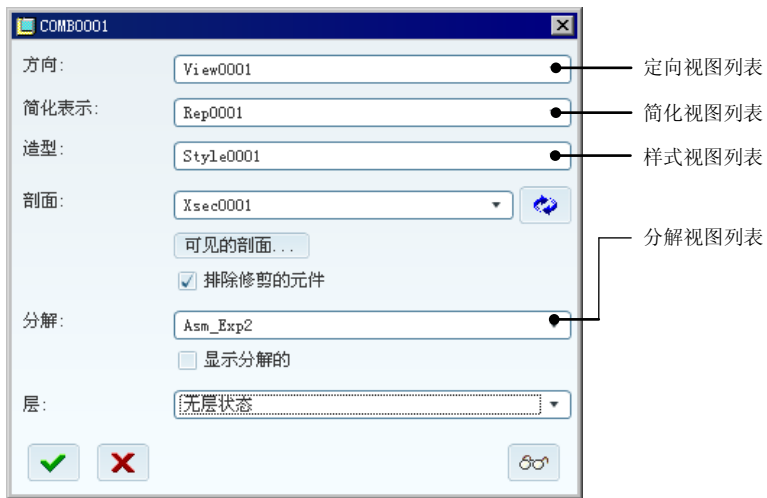 COMB0001
方向:
View0001
定向视图列表
简化表示:
Rep0001
简化视图列表
造型:
Style0001
样式视图列表
剖面:
Xsec0001
可见的剖面...
分解视图列表
排除修剪的元件
分解:
Asm_Exp2
显示分解的
层:
无层状态